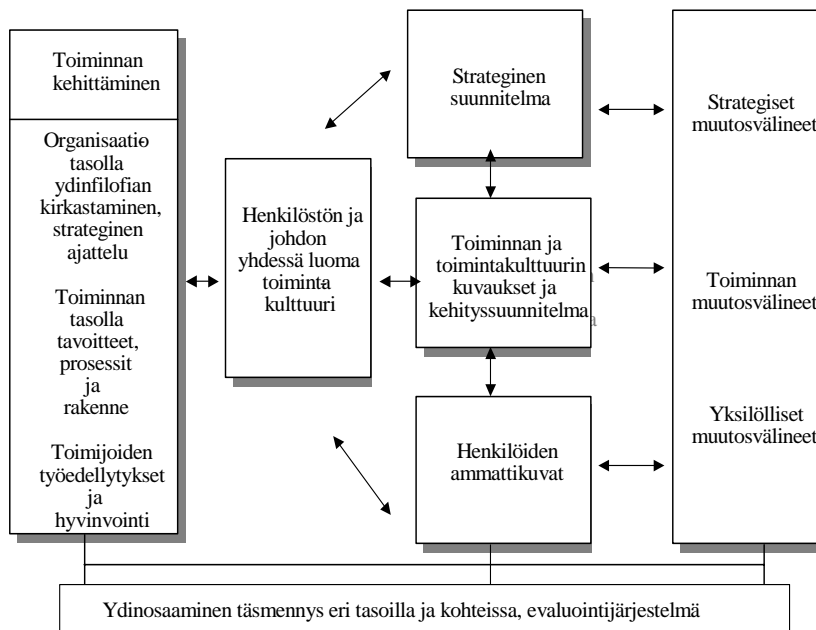 Toiminnan
kehittäminen
Organisaatio-
tasolla
ydinfilofian
kirkastaminen,
strateginen
ajattelu
Toiminnan
tasolla
tavoitteet,
prosessit
ja
rakenne
Toimijoiden
työedellytykset
ja
hyvinvointi
Henkilöstön ja
johdon
yhdessä luoma
toiminta-
kulttuuri
Strateginen
suunnitelma
Toiminnan ja
toimintakulttuurin
kuvaukset ja
kehityssuunnitelma
Henkilöiden
ammattikuvat
Strategiset
muutosvälineet
Toiminnan
muutosvälineet
Yksilölliset
muutosvälineet
Ydinosaaminen täsmennys eri tasoilla ja kohteissa, evaluointijärjestelmä